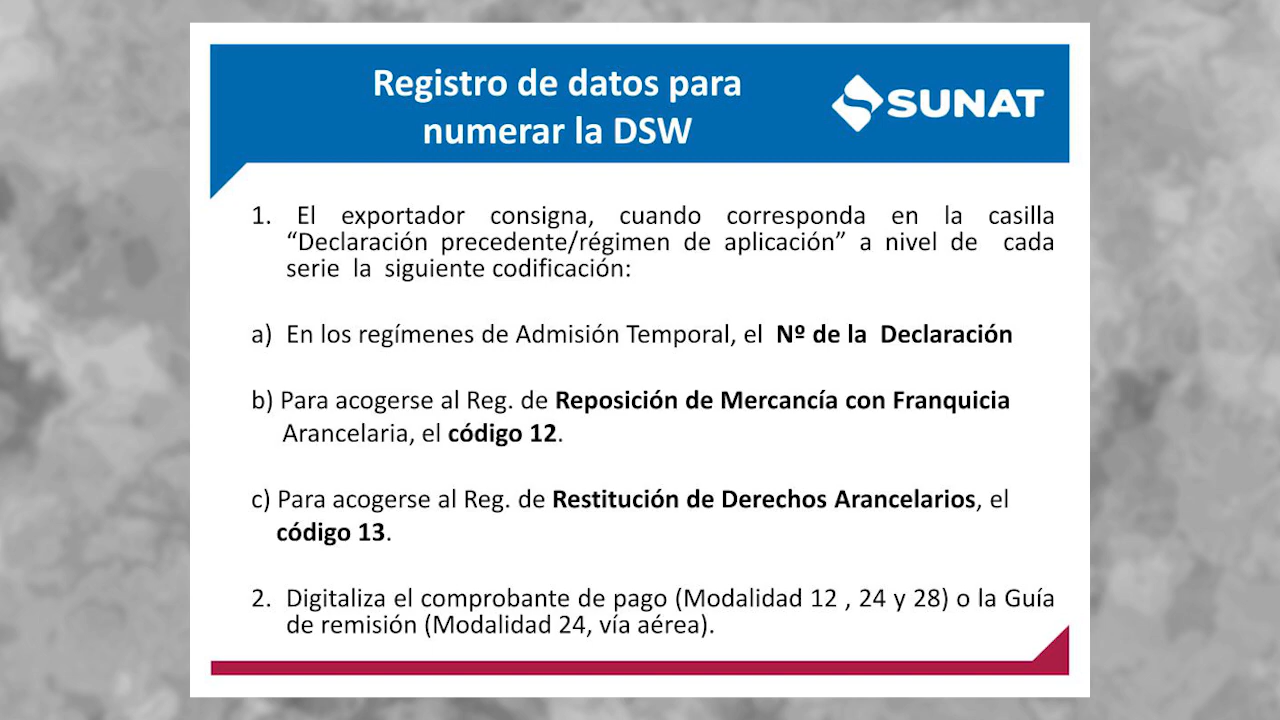 Registro de datos para
numerar la DSW
SUNAT
1. El exportador consigna, cuando corresponda en la casilla
“Declaración precedente/régimen de aplicación” a nivel de cada
serie la siguiente codificación:
a) En los regímenes de Admisión Temporal, el Nº de la Declaración
b) Para acogerse al Reg. de Reposición de Mercancía con Franquicia
Arancelaria, el código 12.
c) Para acogerse al Reg. de Restitución de Derechos Arancelarios, el
código 13.
2. Digitaliza el comprobante de pago (Modalidad 12 , 24 y 28) o la Guía
de remisión (Modalidad 24, vía aérea).